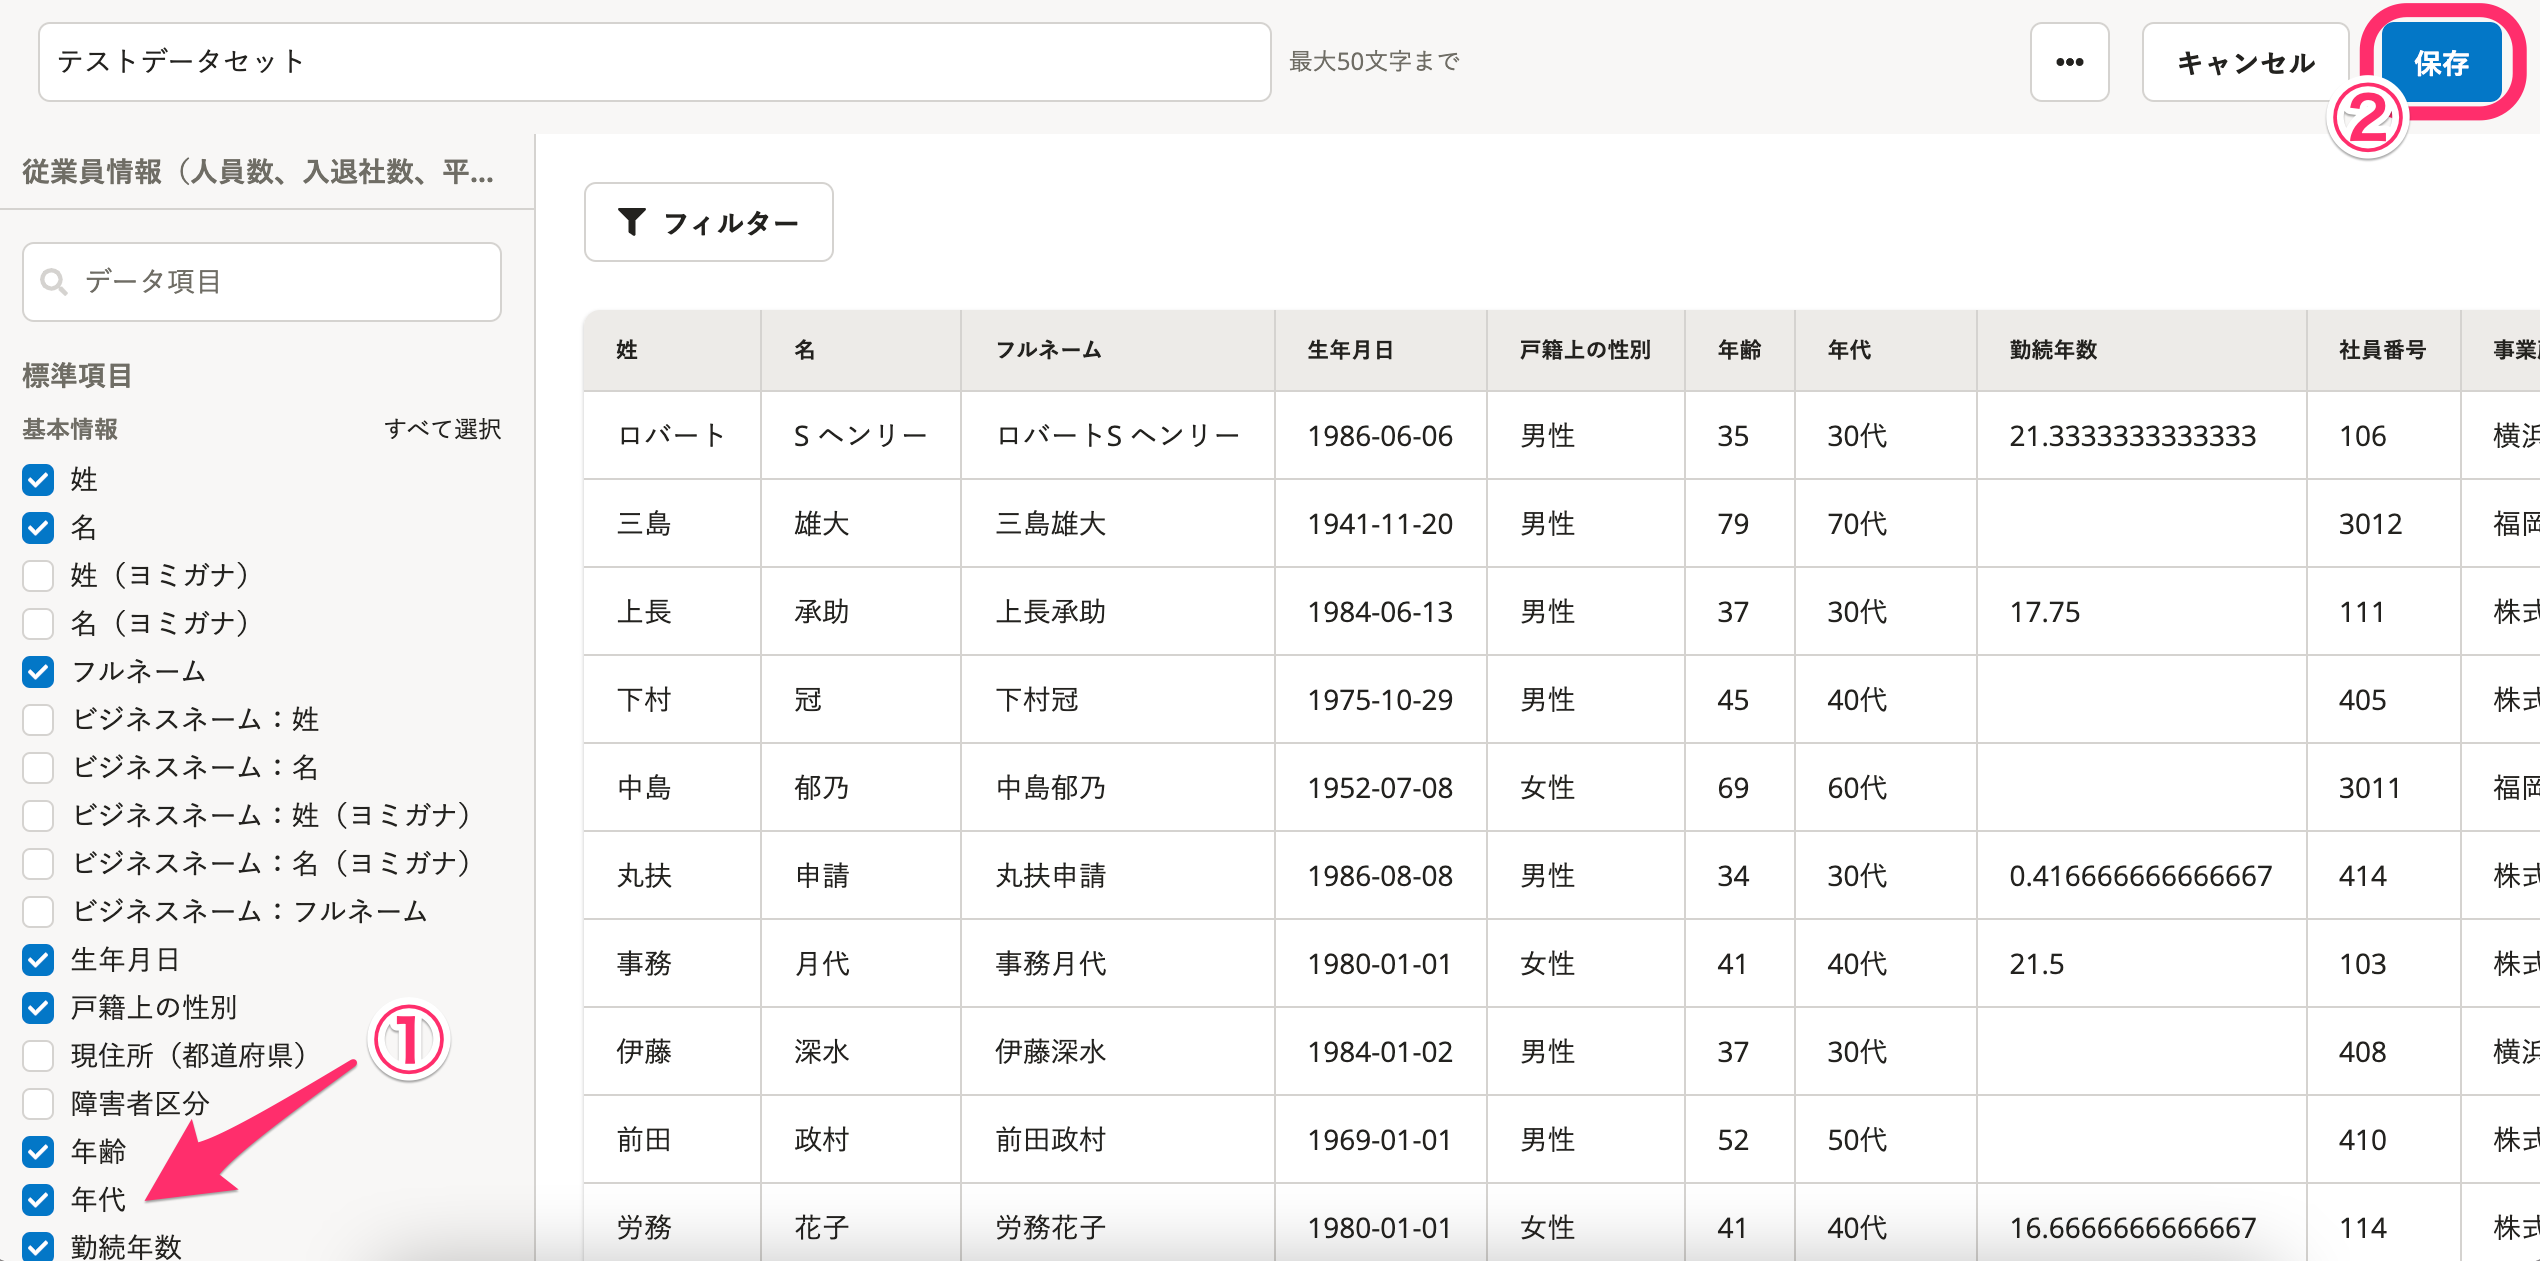 テストデータセット
最大50文字まで
•••
キャンセル
保存
②
従業員情報（人員数、入退社数、平...
データ項目
標準項目
基本情報 すべて選択
姓
名
姓（ヨミガナ）
名（ヨミガナ）
フルネーム
ビジネスネーム：姓
ビジネスネーム：名
ビジネスネーム：姓（ヨミガナ）
ビジネスネーム：名（ヨミガナ）
ビジネスネーム：フルネーム
生年月日
戸籍上の性別
現住所（都道府県）
障害者区分
年齢
年代
勤続年数
①
フィルター
姓 名 フルネーム 生年月日 戸籍上の性別 年齢 年代 勤続年数 社員番号 事業
ロバート S ヘンリー ロバートS ヘンリー 1986-06-06 男性 35 30代 21.3333333333333 106 横浜
三島 雄大 三島雄大 1941-11-20 男性 79 70代 3012 福岡
上長 承助 上長承助 1984-06-13 男性 37 30代 17.75 111 株式
下村 冠 下村冠 1975-10-29 男性 45 40代 405 株式
中島 郁乃 中島郁乃 1952-07-08 女性 69 60代 3011 福岡
丸扶 申請 丸扶申請 1986-08-08 男性 34 30代 0.416666666666667 414 株式
事務 月代 事務月代 1980-01-01 女性 41 40代 21.5 103 株式
伊藤 深水 伊藤深水 1984-01-02 男性 37 30代 408 横浜
前田 政村 前田政村 1969-01-01 男性 52 50代 410 株式
労務 花子 労務花子 1980-01-01 女性 41 40代 16.6666666666667 114 株式